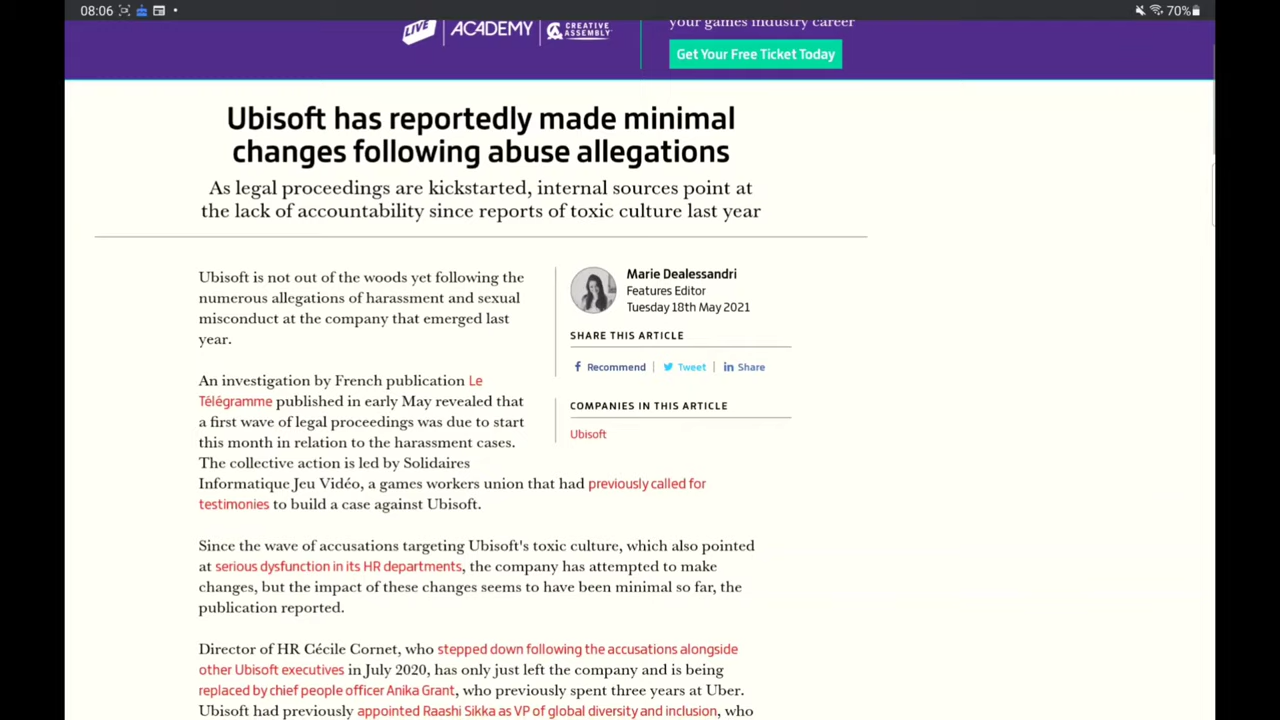 08:06
70%
LIVE
ACADEMY
CREATIVE
ASSEMBLY
your games industry career
Get Your Free Ticket Today
Ubisoft has reportedly made minimal
changes following abuse allegations
As legal proceedings are kickstarted, internal sources point at
the lack of accountability since reports of toxic culture last year
Ubisoft is not out of the woods yet following the
numerous allegations of harassment and sexual
misconduct at the company that emerged last
year.
Marie Dealessandri
Features Editor
Tuesday 18th May 2021
SHARE THIS ARTICLE
Recommend
Tweet
Share
COMPANIES IN THIS ARTICLE
Ubisoft
An investigation by French publication Le
Télégramme published in early May revealed that
a first wave of legal proceedings was due to start
this month in relation to the harassment cases.
The collective action is led by Solidaires
Informatique Jeu Vidéo, a games workers union that had previously called for
testimonies to build a case against Ubisoft.
Since the wave of accusations targeting Ubisoft's toxic culture, which also pointed
at serious dysfunction in its HR departments, the company has attempted to make
changes, but the impact of these changes seems to have been minimal so far, the
publication reported.
Director of HR Cécile Cornet, who stepped down following the accusations alongside
other Ubisoft executives in July 2020, has only just left the company and is being
replaced by chief people officer Anika Grant, who previously spent three years at Uber.
Ubisoft had previously appointed Raashi Sikka as VP of global diversity and inclusion, who